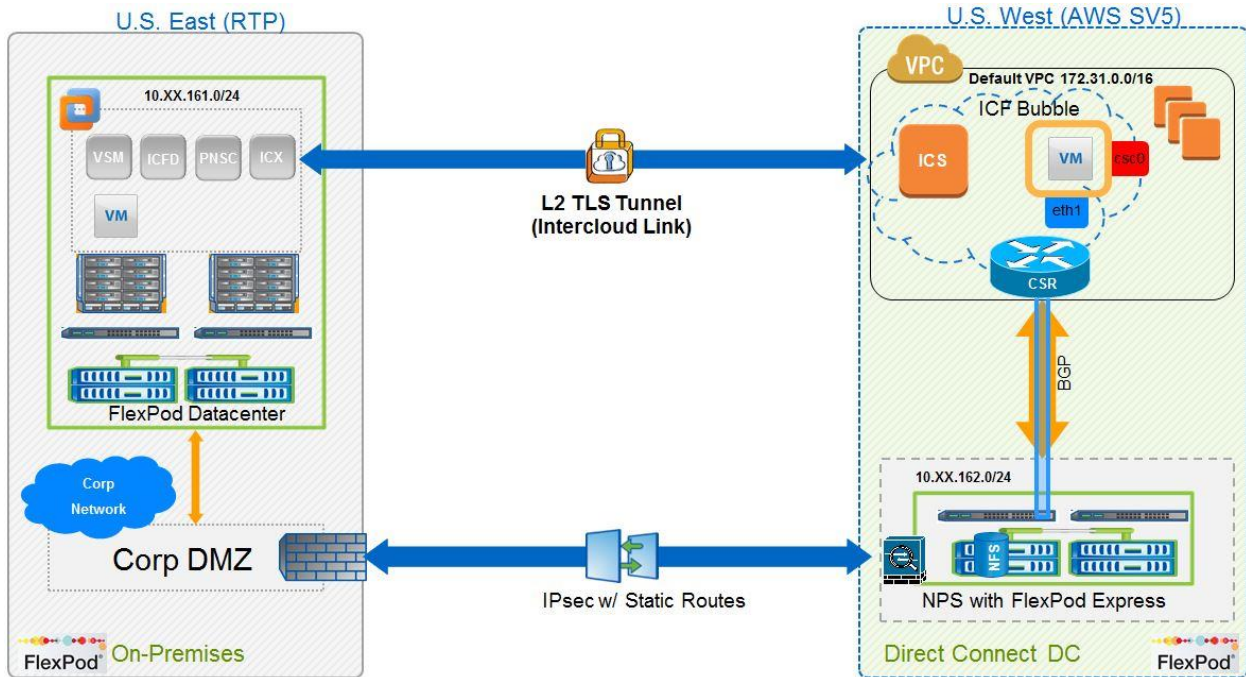 U.S. East (RTP)
10.XX.161.0/24
VSM
ICFD
PNSC
ICX
VM
FlexPod Datacenter
Corp
Network
Corp DMZ
FlexPod®
On-Premises
L2 TLS Tunnel
(Intercloud Link)
IPsec w/ Static Routes
U.S. West (AWS SV5)
VPC
Default VPC 172.31.0.0/16
ICF Bubble
ICS
VM
csc0
eth1
CSR
BGP
10.XX.162.0/24
NFS
NPS with FlexPod Express
Direct Connect DC
FlexPod®